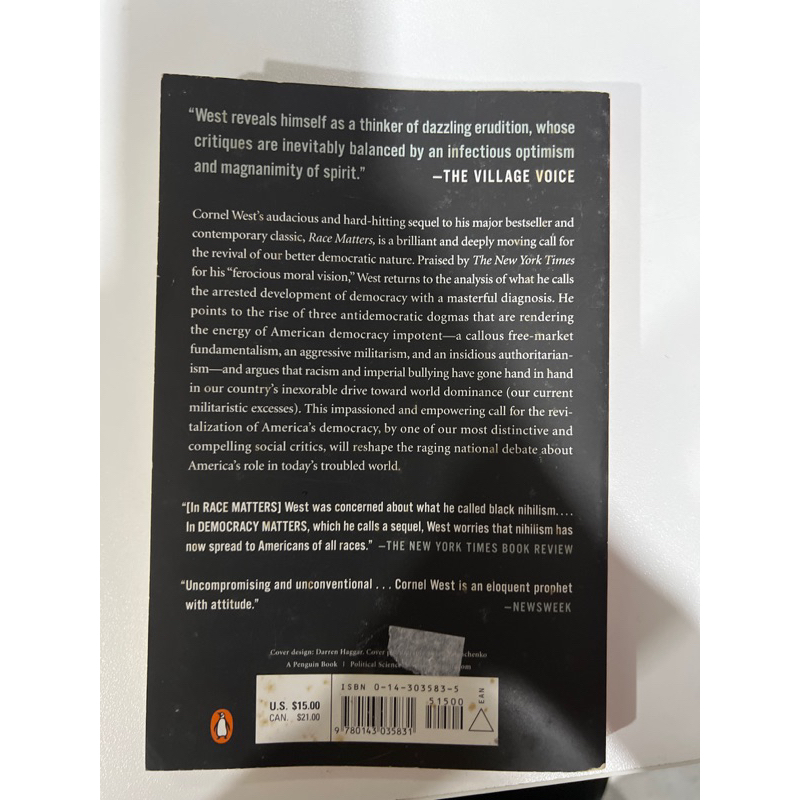 “West reveals himself as a thinker of dazzling erudition, whose
critiques are inevitably balanced by an infectious optimism
and magnanimity of spirit.” —THE VILLAGE VOICE
Cornel West’s audacious and hard-hitting sequel to his major bestseller and
contemporary classic, Race Matters, is a brilliant and deeply moving call for
the revival of our better democratic nature. Praised by The New York Times
for his “ferocious moral vision,” West returns to the analysis of what he calls
the arrested development of democracy with a masterful diagnosis. He
points to the rise of three antidemocratic dogmas that are rendering
the energy of American democracy impotent—a callous free-market
fundamentalism, an aggressive militarism, and an insidious authoritarian-
ism—and argues that racism and imperial bullying have gone hand in hand
in our country’s inexorable drive toward world dominance (our current
militaristic excesses). This impassioned and empowering call for the revi-
talization of America’s democracy, by one of our most distinctive and
compelling social critics, will reshape the raging national debate about
America’s role in today’s troubled world.
“[In RACE MATTERS] West was concerned about what he called black nihilism....
In DEMOCRACY MATTERS, which he calls a sequel, West worries that nihilism has
now spread to Americans of all races.” —THE NEW YORK TIMES BOOK REVIEW
“Uncompromising and unconventional . . . Cornel West is an eloquent prophet
with attitude.” —NEWSWEEK
Cover design: Darren Haggar. Cover
A Penguin Book | Political
ISBN 0-14-303583-5
U.S. $15.00
CAN. $21.00
51500
EAN
9 780143 035831